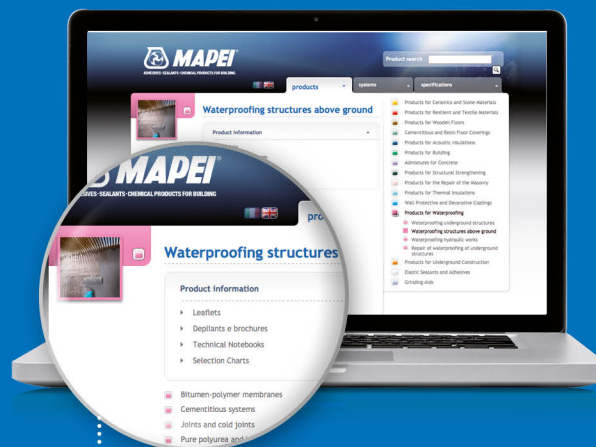 MAPEI
ADHESIVES·SEALANTS·CHEMICAL PRODUCTS FOR BUILDING
Product search
products
systems
specifications
Waterproofing structures above ground
Product information
Products for Ceramics and Stone Materials
Products for Resilient and Textile Materials
Products for Wooden Floors
Cementitious and Resin Floor Coverings
Products for Acoustic Insulations
Products for Building
Admixtures for Concrete
Products for Structural Strengthening
Products for the Repair of the Masonry
Products for Thermal Insulations
Wall Protective and Decorative Coatings
Products for Waterproofing
Waterproofing underground structures
Waterproofing structures above ground
Waterproofing hydraulic works
Repair of waterproofing of underground
structures
Products for Underground Construction
Elastic Sealants and Adhesives
Grinding Aids
MAPEI
SIVES·SEALANTS·CHEMICAL PRODUCTS FOR BUILDING
pro
Waterproofing structures
Product information
Leaflets
Depliants e brochures
Technical Notebooks
Selection Charts
Bitumen-polymer membranes
Cementitious systems
Joints and cold joints
Pure polyurea and